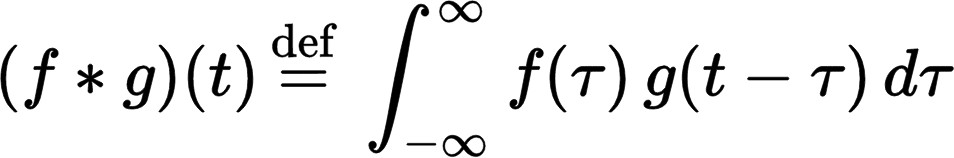 (f ∗ g)(t) ≝ ∫_{−∞}^{∞} f(τ) g(t − τ) dτ